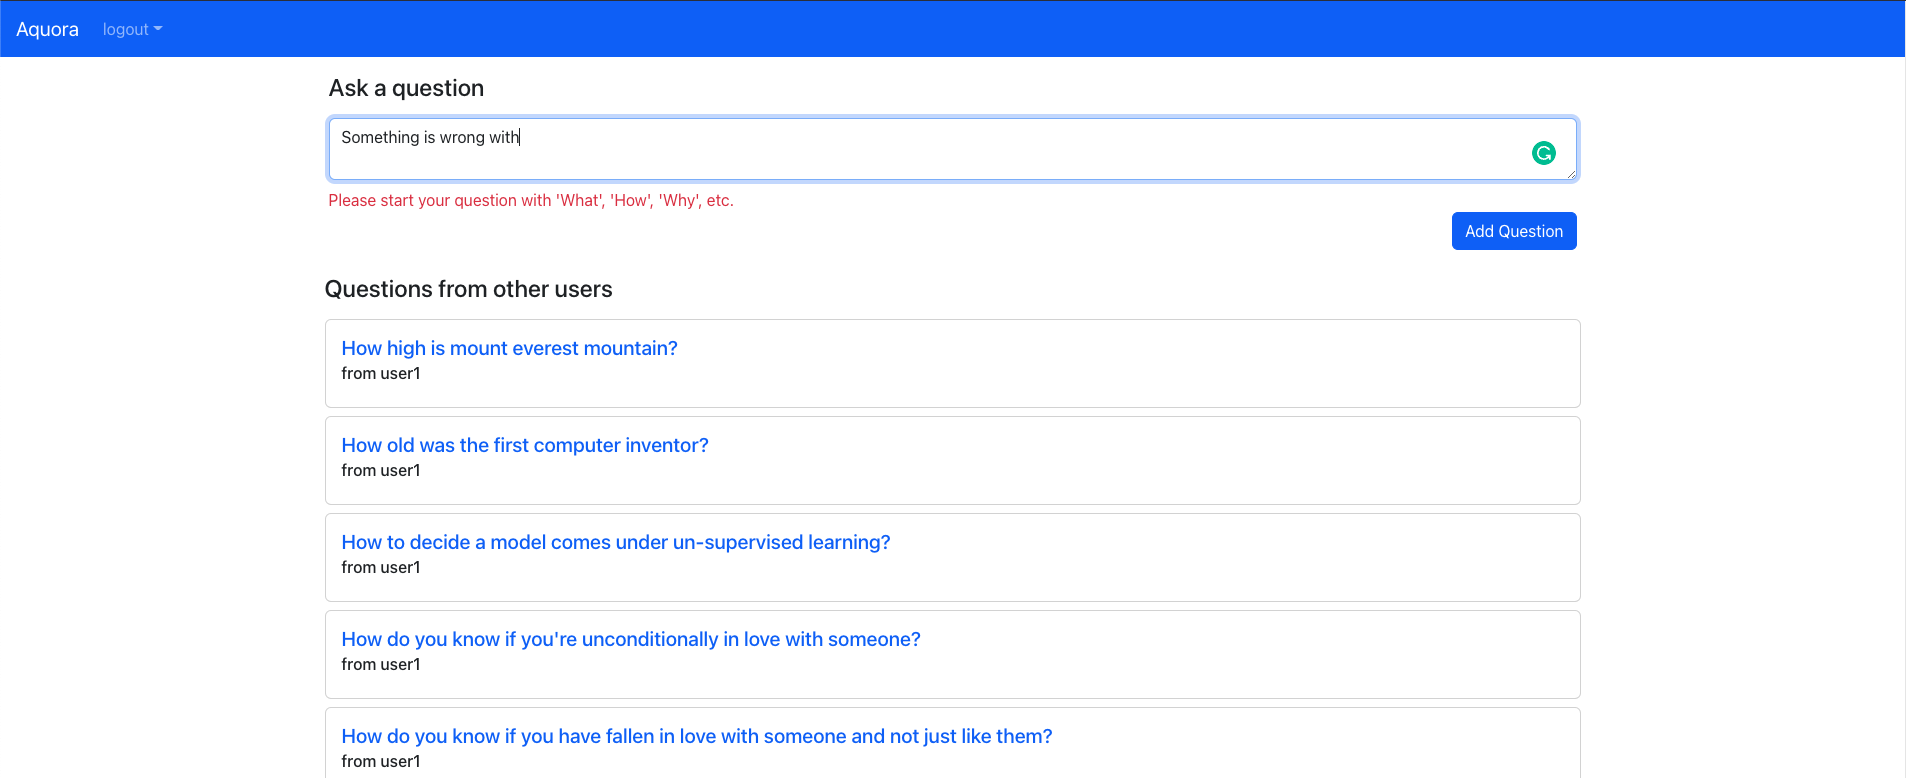 Aquora logout
Ask a question
Something is wrong with
Please start your question with 'What', 'How', 'Why', etc.
Add Question
Questions from other users
How high is mount everest mountain?
from user1
How old was the first computer inventor?
from user1
How to decide a model comes under un-supervised learning?
from user1
How do you know if you're unconditionally in love with someone?
from user1
How do you know if you have fallen in love with someone and not just like them?
from user1